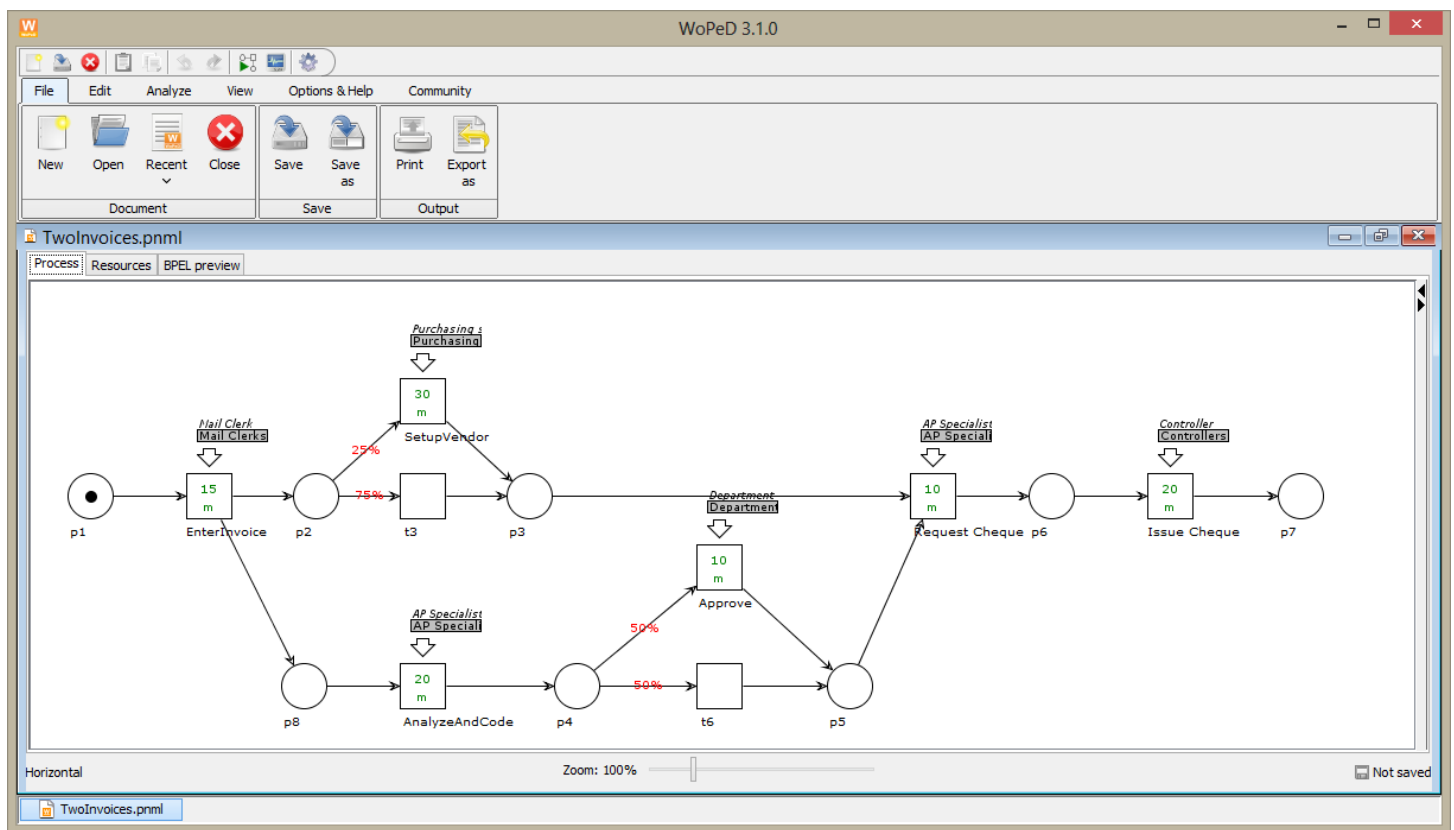 WoPeD 3.1.0
File Edit Analyze View Options & Help Community
New Open Recent Close Save Save as Print Export as
Document Save Output
TwoInvoices.pnml
Process Resources BPEL preview
Purchasing s
Purchasing
30
m
SetupVendor
Mail Clerk
Mail Clerks
15
m
EnterInvoice
25%
75%
p1
p2
t3
p3
Department
Department
10
m
Approve
AP Specialist
AP Speciali
10
m
Request Cheque
p6
Controller
Controllers
20
m
Issue Cheque
p7
AP Specialist
AP Speciali
20
m
AnalyzeAndCode
50%
50%
p8
p4
t6
p5
Horizontal Zoom: 100% Not saved
TwoInvoices.pnml